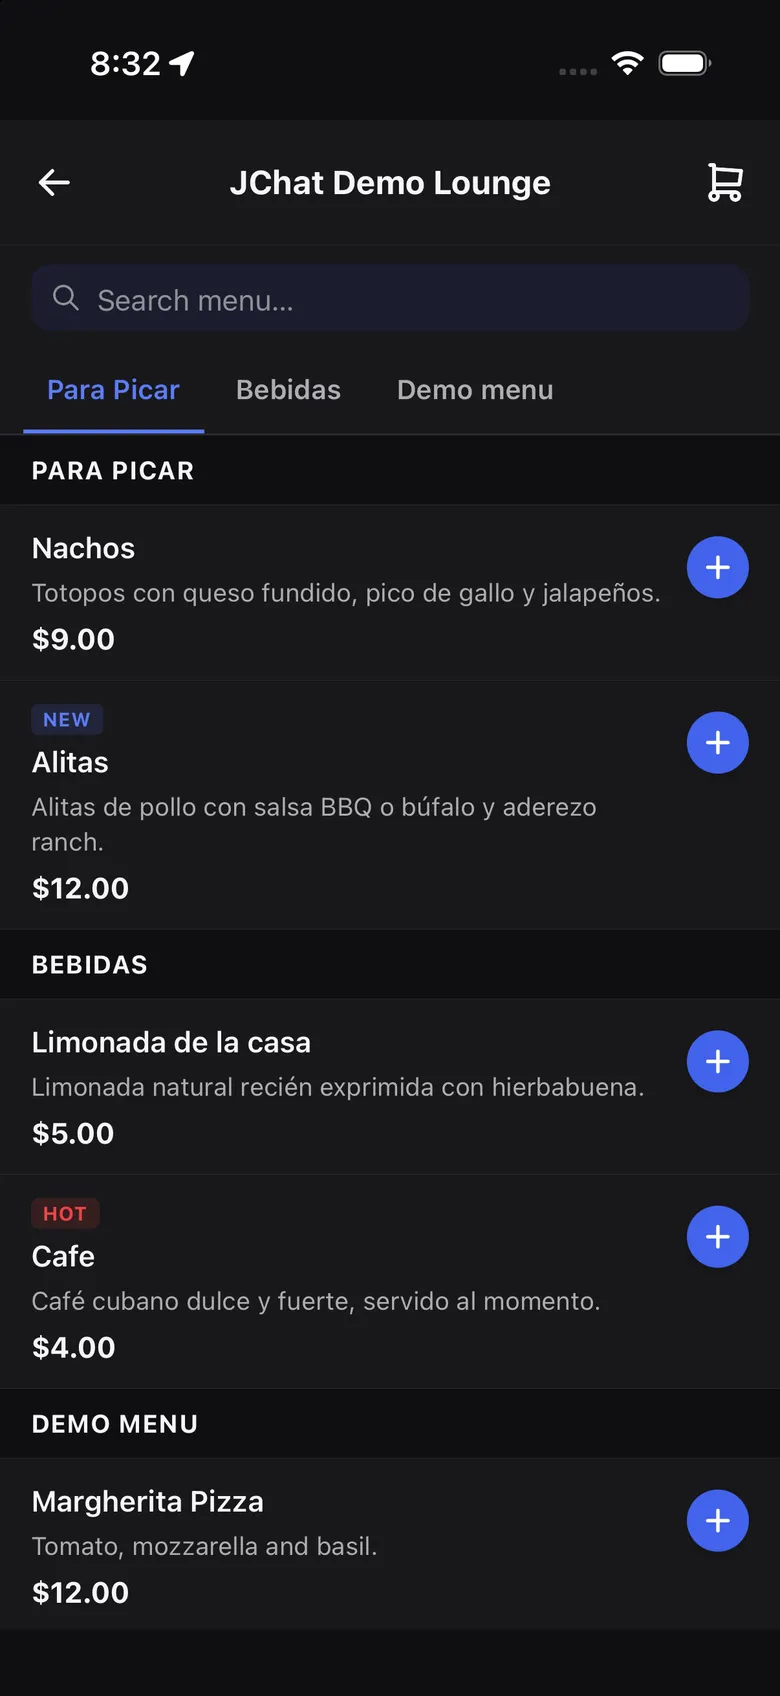 8:32
JChat Demo Lounge
Search menu...
Para Picar Bebidas Demo menu
PARA PICAR
Nachos
Totopos con queso fundido, pico de gallo y jalapeños.
$9.00
NEW
Alitas
Alitas de pollo con salsa BBQ o búfalo y aderezo
ranch.
$12.00
BEBIDAS
Limonada de la casa
Limonada natural recién exprimida con hierbabuena.
$5.00
HOT
Cafe
Café cubano dulce y fuerte, servido al momento.
$4.00
DEMO MENU
Margherita Pizza
Tomato, mozzarella and basil.
$12.00